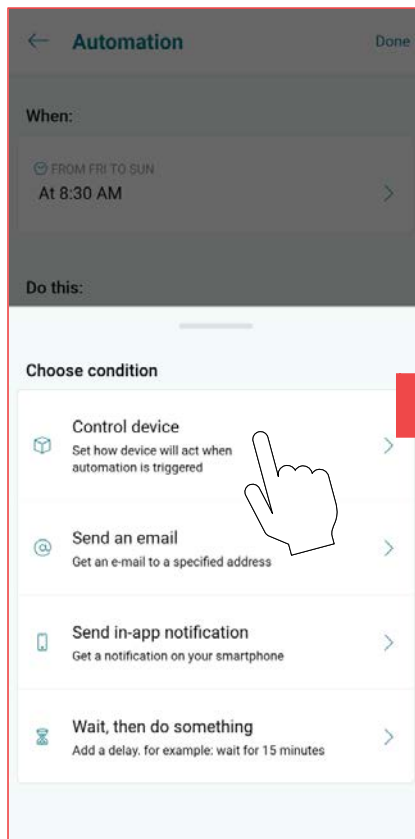 Automation Done
When:
FROM FRI TO SUN
At 8:30 AM
Do this:
Choose condition
Control device
Set how device will act when
automation is triggered
Send an email
Get an e-mail to a specified address
Send in-app notification
Get a notification on your smartphone
Wait, then do something
Add a delay. for example: wait for 15 minutes